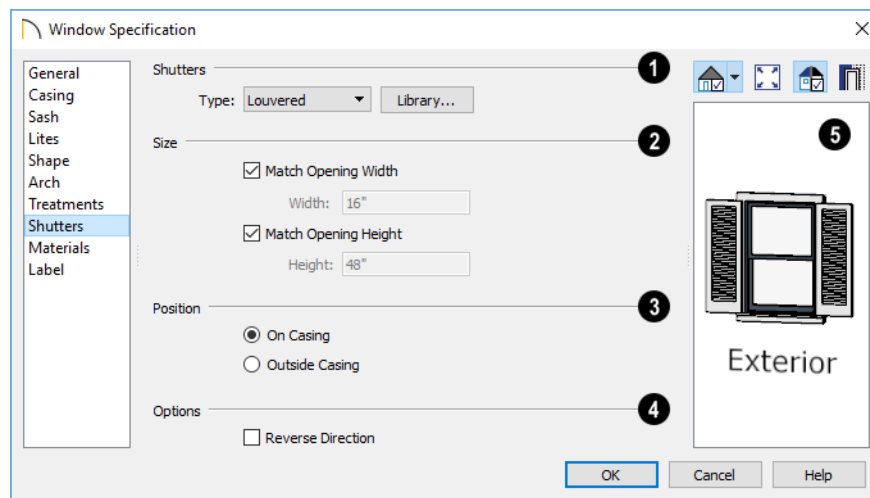 Window Specification
General
Casing
Sash
Lites
Shape
Arch
Treatments
Shutters
Materials
Label
Shutters
1
Type: Louvered Library...
Size
2
Match Opening Width
Width: 16"
Match Opening Height
Height: 48"
Position
3
On Casing
Outside Casing
Options
4
Reverse Direction
5
Exterior
OK Cancel Help